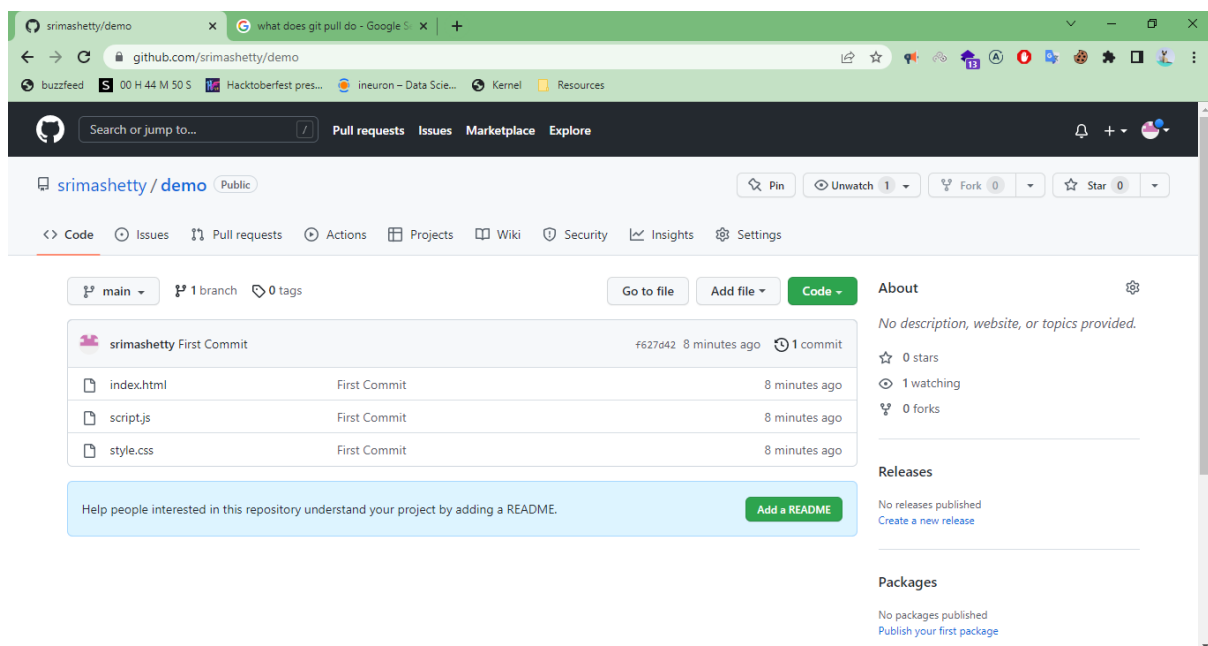 srimashetty/demo
what does git pull do - Google Se
github.com/srimashetty/demo
13
buzzfeed 00 H 44 M 50 S Hacktoberfest pres... ineuron – Data Scie... Kernel Resources
Search or jump to... / Pull requests Issues Marketplace Explore
srimashetty / demo Public
Pin Unwatch 1 Fork 0 Star 0
Code Issues Pull requests Actions Projects Wiki Security Insights Settings
main 1 branch 0 tags Go to file Add file Code
srimashetty First Commit f627d42 8 minutes ago 1 commit
index.html First Commit 8 minutes ago
script.js First Commit 8 minutes ago
style.css First Commit 8 minutes ago
Help people interested in this repository understand your project by adding a README. Add a README
About
No description, website, or topics provided.
0 stars
1 watching
0 forks
Releases
No releases published
Create a new release
Packages
No packages published
Publish your first package